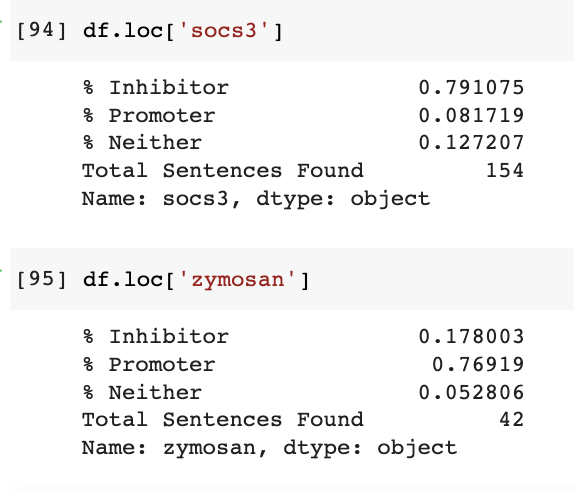 [94] df.loc['socs3']
% Inhibitor 0.791075
% Promoter 0.081719
% Neither 0.127207
Total Sentences Found 154
Name: socs3, dtype: object
[95] df.loc['zymosan']
% Inhibitor 0.178003
% Promoter 0.76919
% Neither 0.052806
Total Sentences Found 42
Name: zymosan, dtype: object